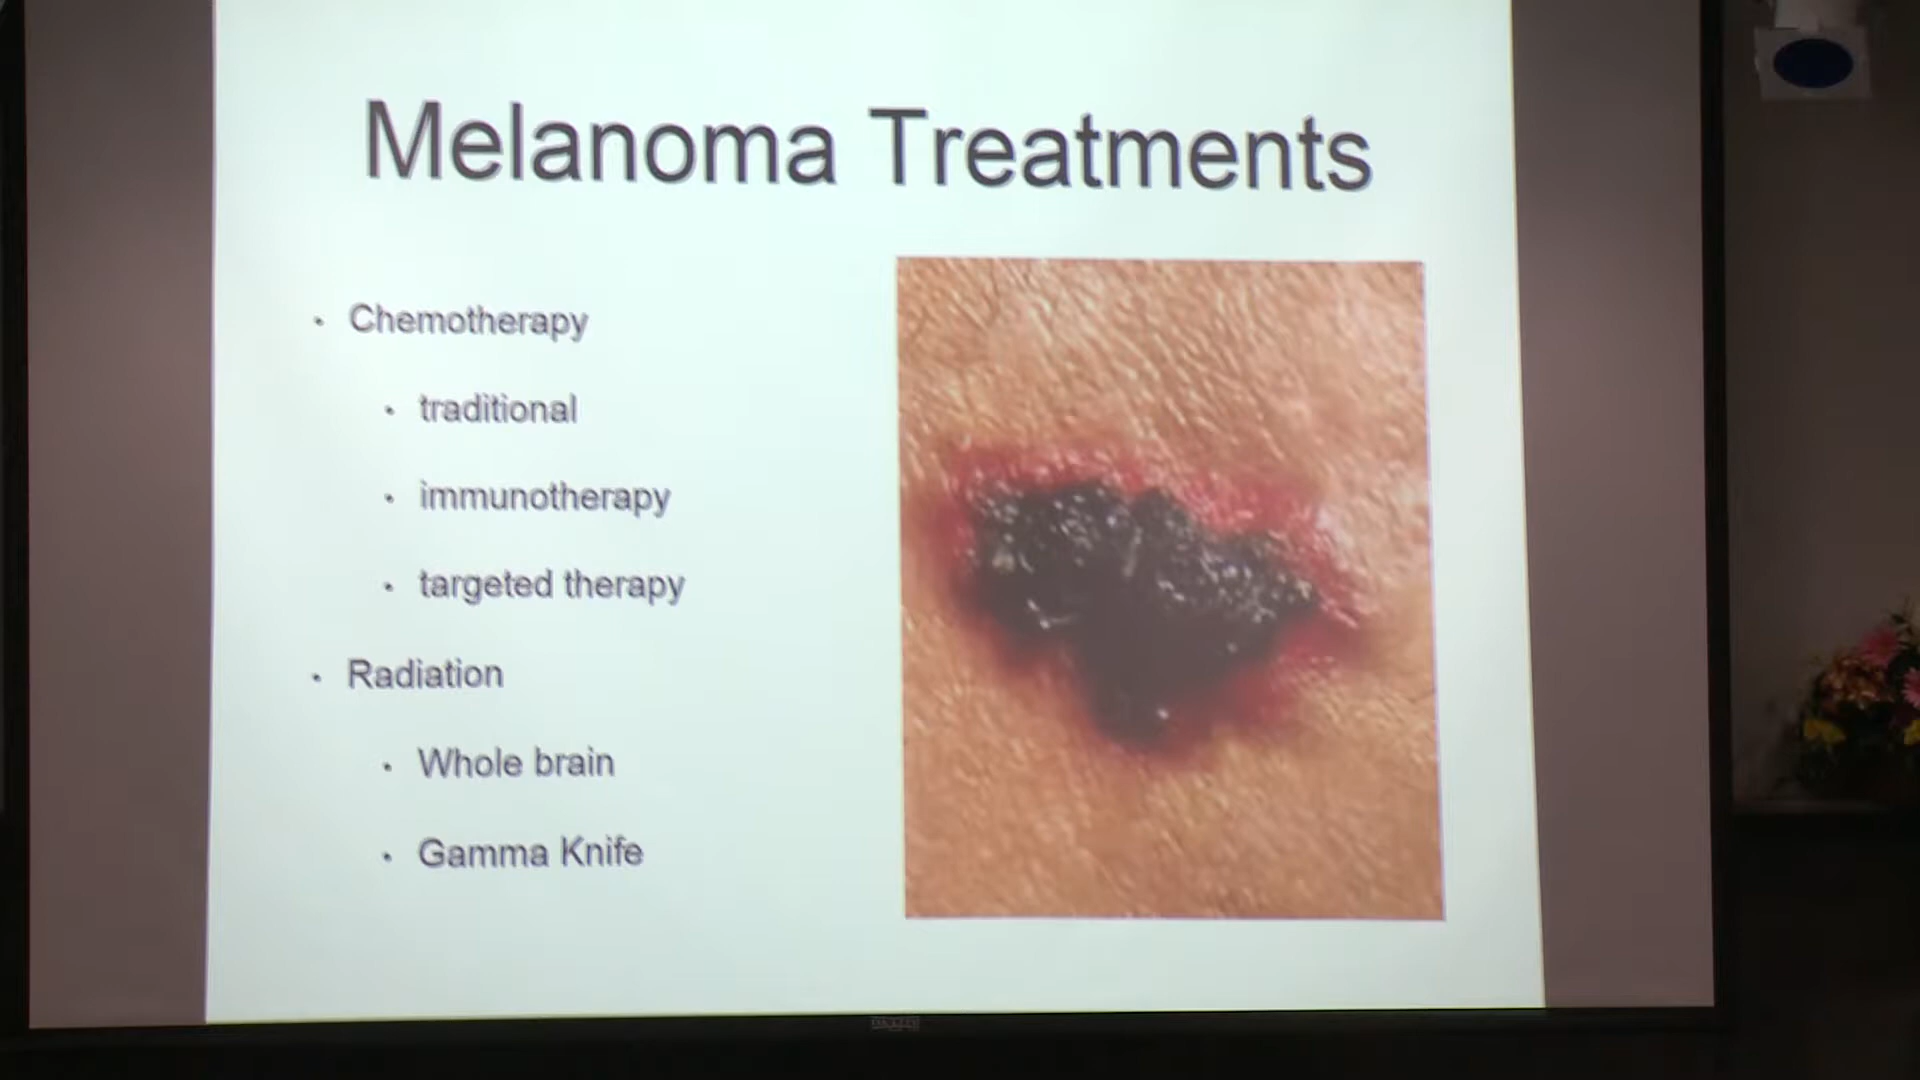 Melanoma Treatments
• Chemotherapy
• traditional
• immunotherapy
• targeted therapy
• Radiation
• Whole brain
• Gamma Knife